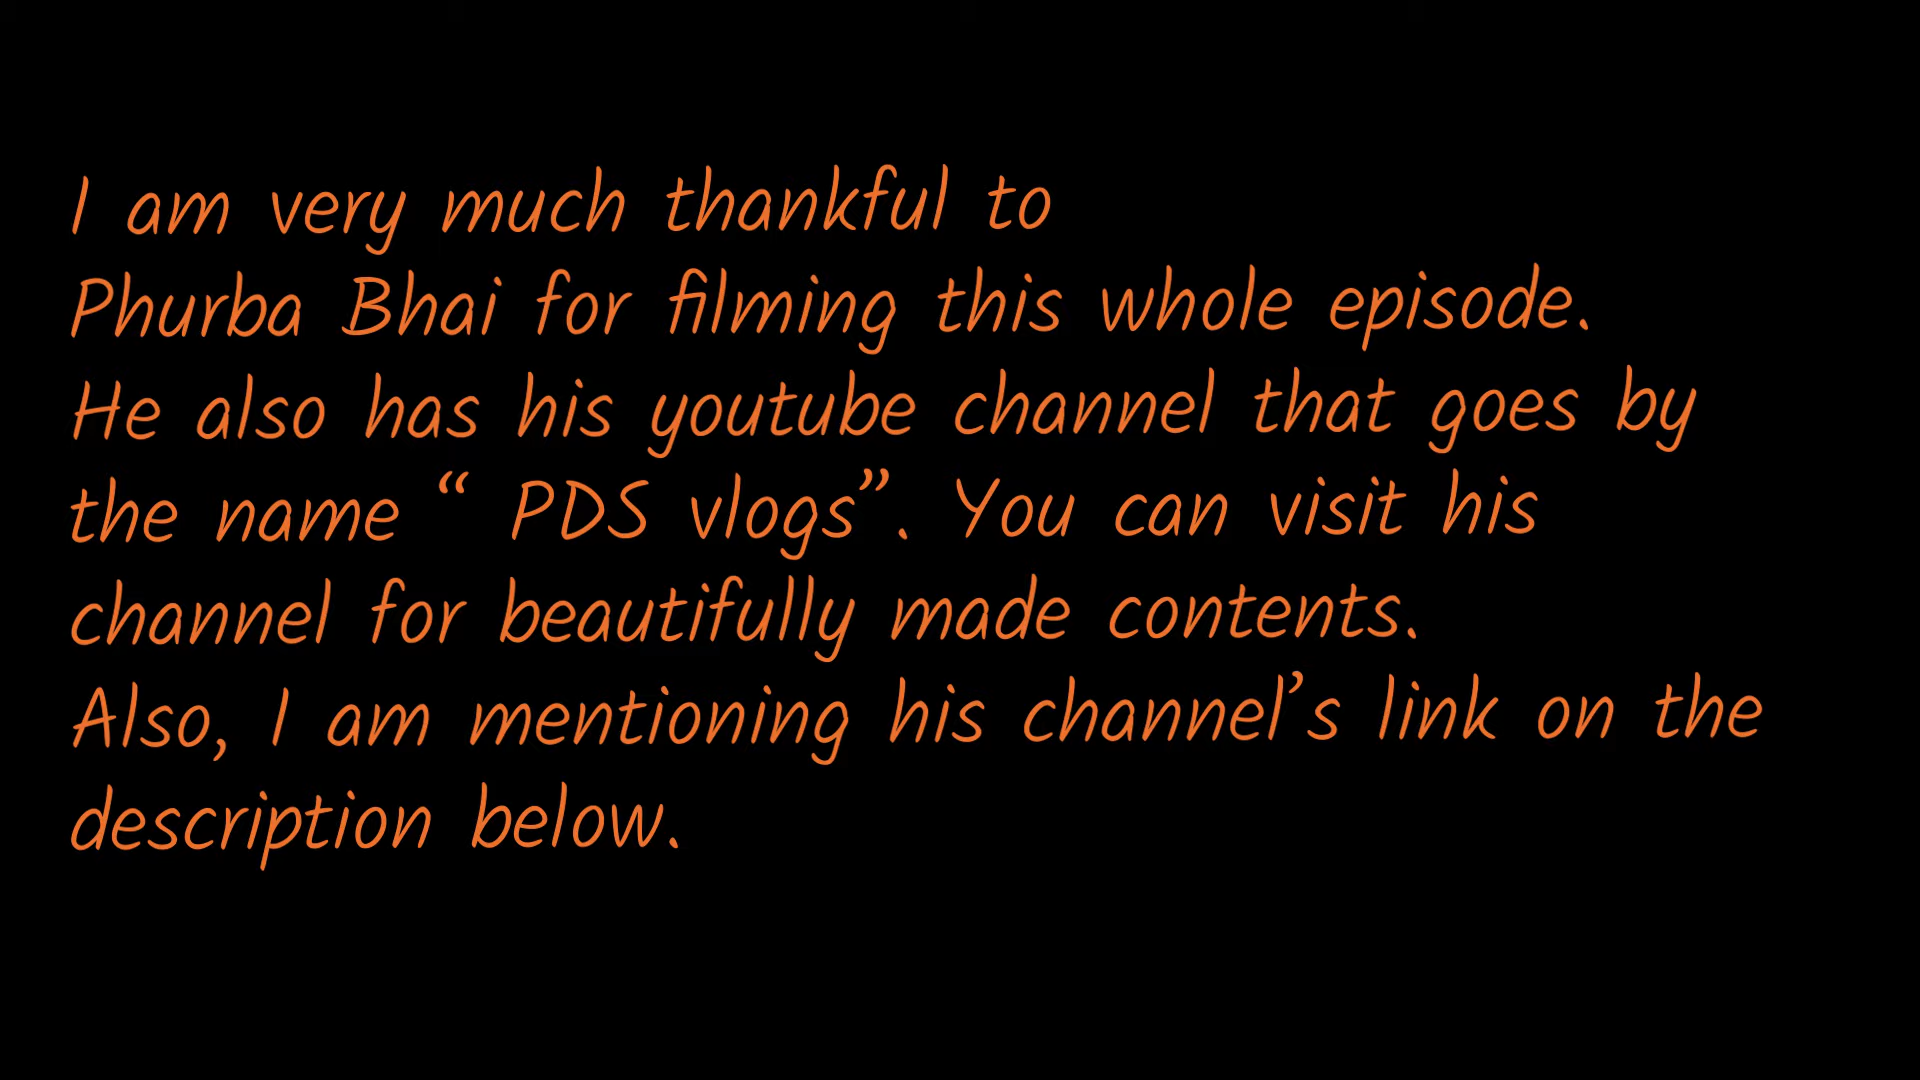 I am very much thankful to
Phurba Bhai for filming this whole episode.
He also has his youtube channel that goes by
the name “ PDS vlogs”. You can visit his
channel for beautifully made contents.
Also, I am mentioning his channel’s link on the
description below.